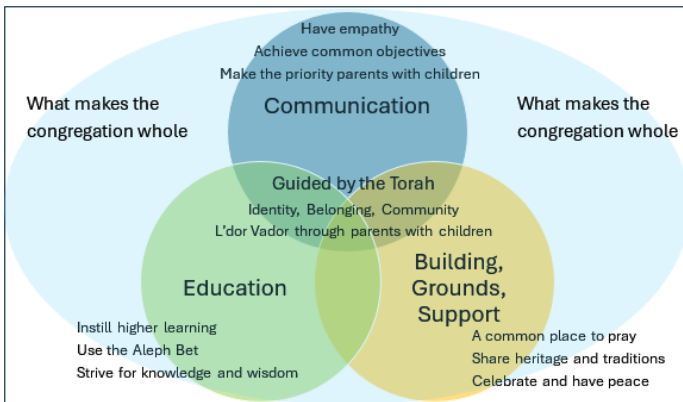 Have empathy
Achieve common objectives
Make the priority parents with children
Communication
What makes the
congregation whole
What makes the
congregation whole
Guided by the Torah
Identity, Belonging, Community
L'dor Vador through parents with children
Education
Instill higher learning
Use the Aleph Bet
Strive for knowledge and wisdom
Building,
Grounds,
Support
A common place to pray
Share heritage and traditions
Celebrate and have peace